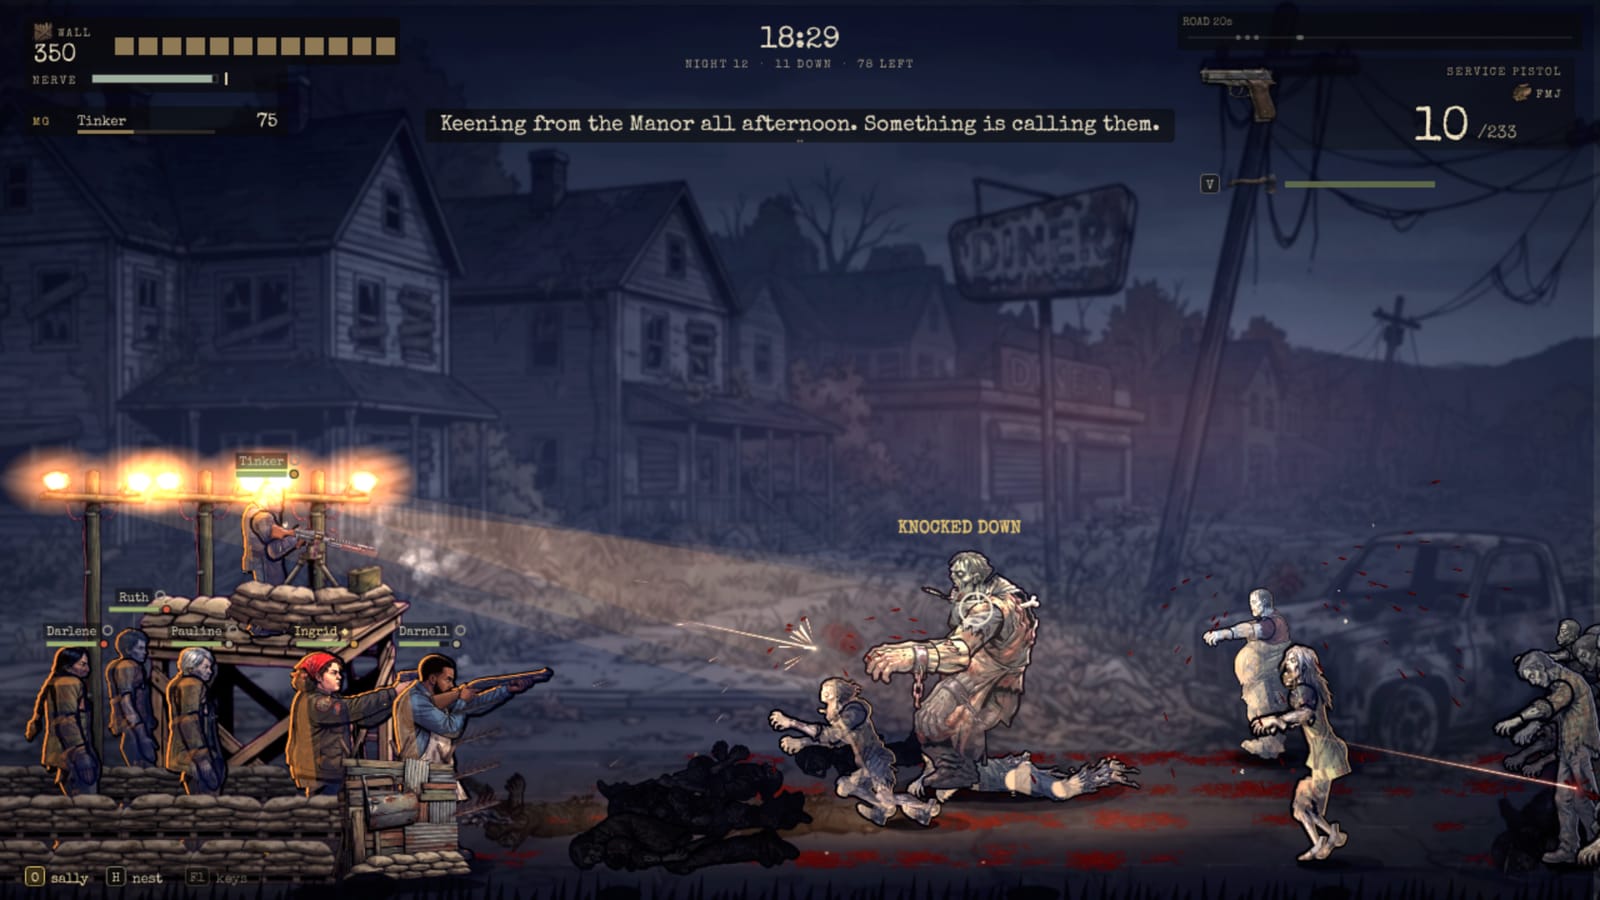 WALL
350
NERVE
MG Tinker 75
18:29
NIGHT 12 · 11 DOWN · 78 LEFT
Keening from the Manor all afternoon. Something is calling them.
ROAD 20s
SERVICE PISTOL
FMJ
10 /233
V
DINER
DINER
Tinker
KNOCKED DOWN
Ruth
Darlene
Pauline
Ingrid
Darnell
O sally H nest F1 keys